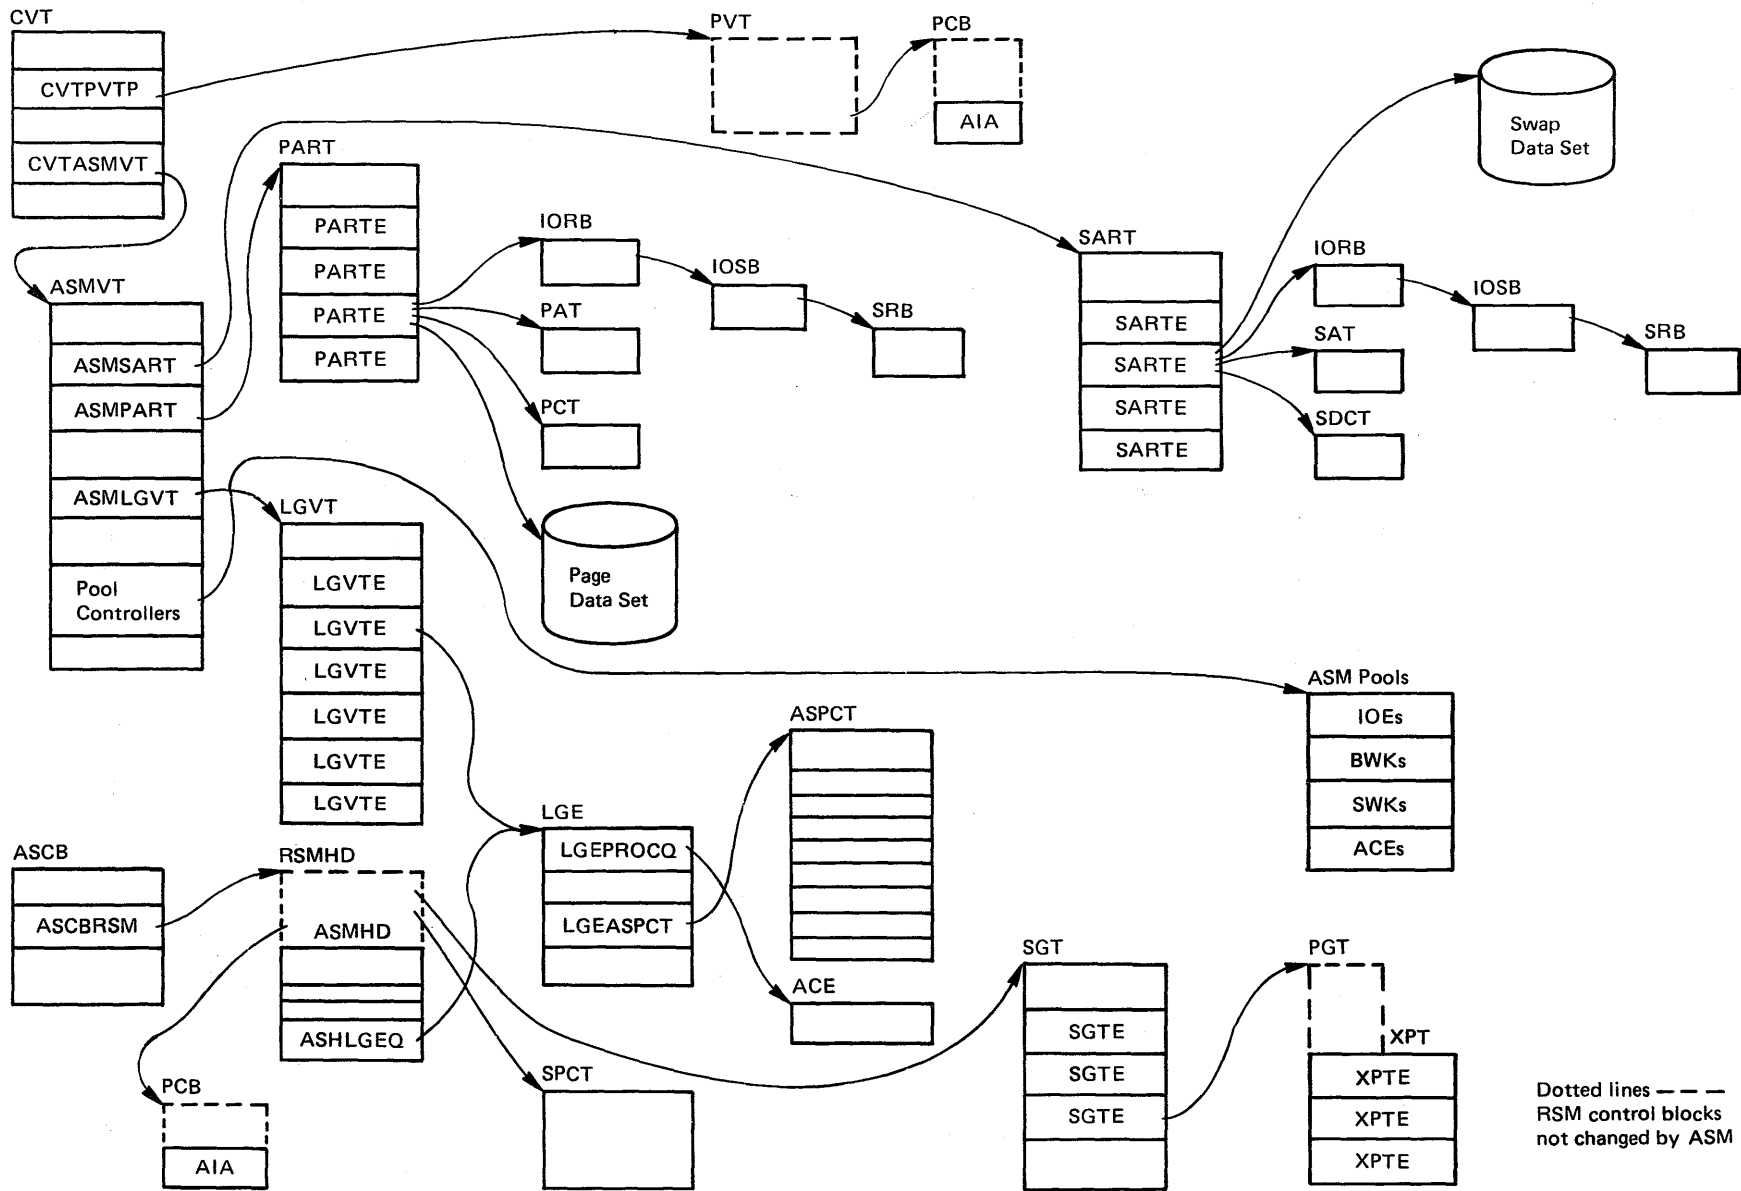 CVT
CVTPVTP
CVTASMVT
PVT
PCB
AIA
Swap
Data Set
PART
PARTE
PARTE
PARTE
PARTE
IORB
IOSB
SRB
PAT
PCT
Page
Data Set
SART
SARTE
SARTE
SARTE
SARTE
IORB
IOSB
SRB
SAT
SDCT
ASMVT
ASMSART
ASMPART
ASMLGVT
Pool
Controllers
LGVT
LGVTE
LGVTE
LGVTE
LGVTE
LGVTE
LGVTE
ASM Pools
IOEs
BWKs
SWKs
ACEs
ASPCT
LGE
LGEPROCQ
LGEASPCT
ACE
ASCB
ASCBRSM
RSMHD
ASMHD
ASHLGEQ
PCB
AIA
SPCT
SGT
SGTE
SGTE
SGTE
PGT
XPT
XPTE
XPTE
XPTE
Dotted lines — — —
RSM control blocks
not changed by ASM